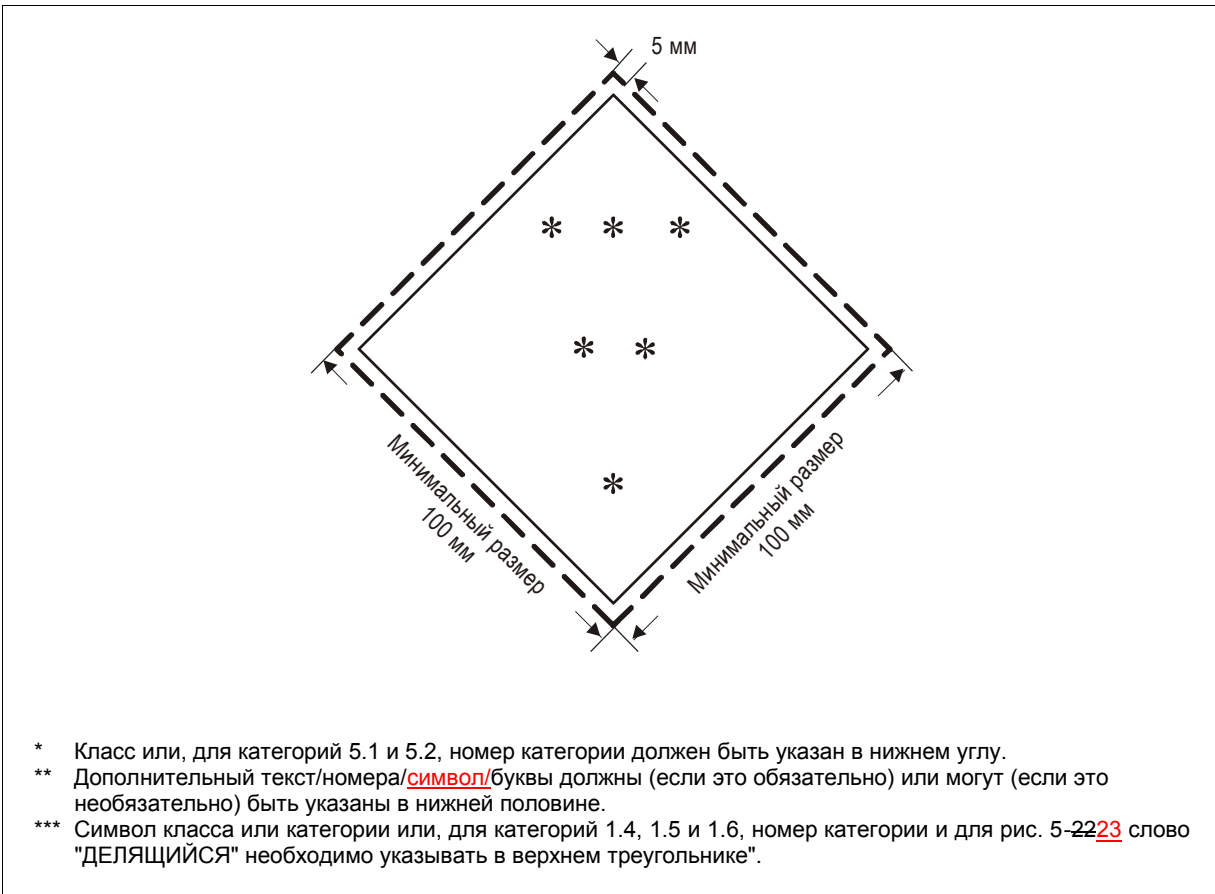 5 мм
* * *
* *
*
Минимальный размер
100 мм
Минимальный размер
100 мм
* Класс или, для категорий 5.1 и 5.2, номер категории должен быть указан в нижнем углу.
** Дополнительный текст/номера/символ/буквы должны (если это обязательно) или могут (если это
необязательно) быть указаны в нижней половине.
*** Символ класса или категории или, для категорий 1.4, 1.5 и 1.6, номер категории и для рис. 5-2223 слово
"ДЕЛЯЩИЙСЯ" необходимо указывать в верхнем треугольнике".